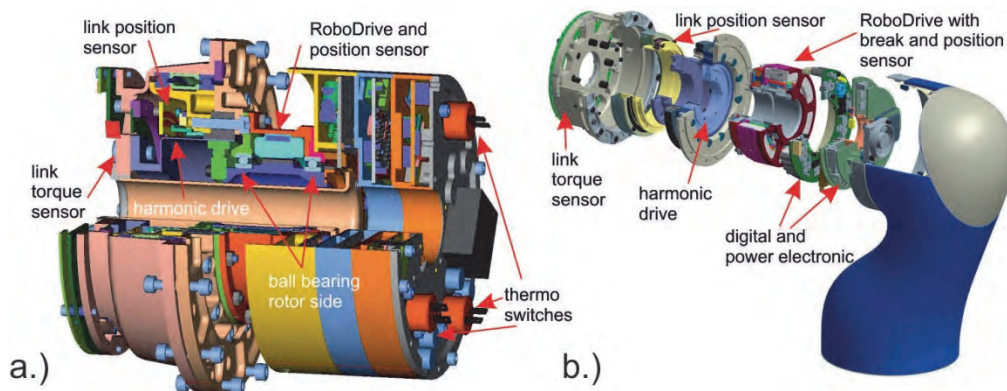 link position
sensor
RoboDrive and
position sensor
link
torque
sensor
harmonic drive
ball bearing
rotor side
thermo
switches
a.)
link position sensor
RoboDrive with
break and position
sensor
link
torque
sensor
harmonic
drive
digital and
power electronic
b.)